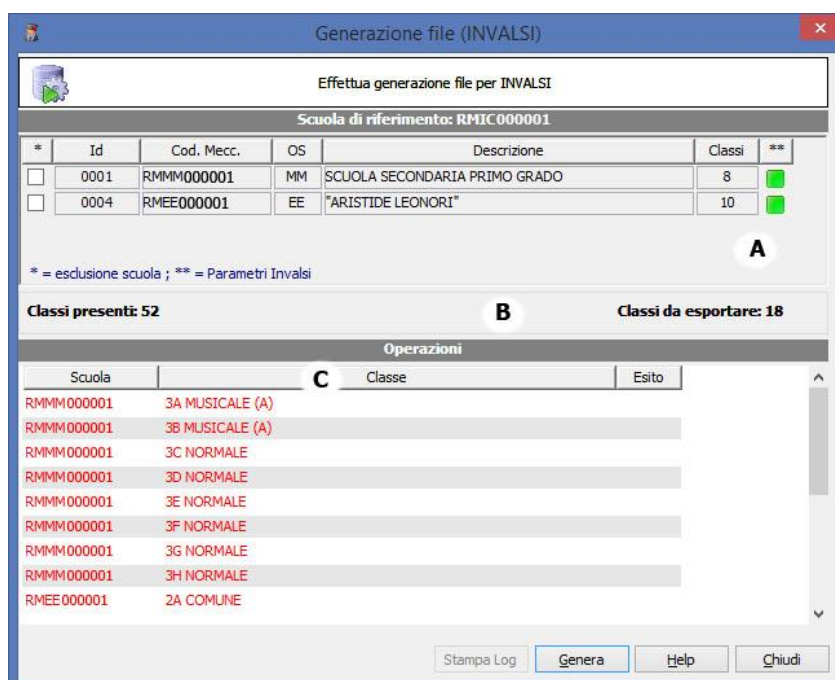 Generazione file (INVALSI)
×
Effettua generazione file per INVALSI
Scuola di riferimento: RMIC000001
* Id Cod. Mecc. OS Descrizione Classi **
0001 RMMM000001 MM SCUOLA SECONDARIA PRIMO GRADO 8
0004 RMEE000001 EE "ARISTIDE LEONORI" 10
A
* = esclusione scuola ; ** = Parametri Invalsi
Classi presenti: 52 B Classi da esportare: 18
Operazioni
Scuola C Classe Esito
RMMM000001 3A MUSICALE (A)
RMMM000001 3B MUSICALE (A)
RMMM000001 3C NORMALE
RMMM000001 3D NORMALE
RMMM000001 3E NORMALE
RMMM000001 3F NORMALE
RMMM000001 3G NORMALE
RMMM000001 3H NORMALE
RMEE000001 2A COMUNE
Stampa Log Genera Help Chiudi